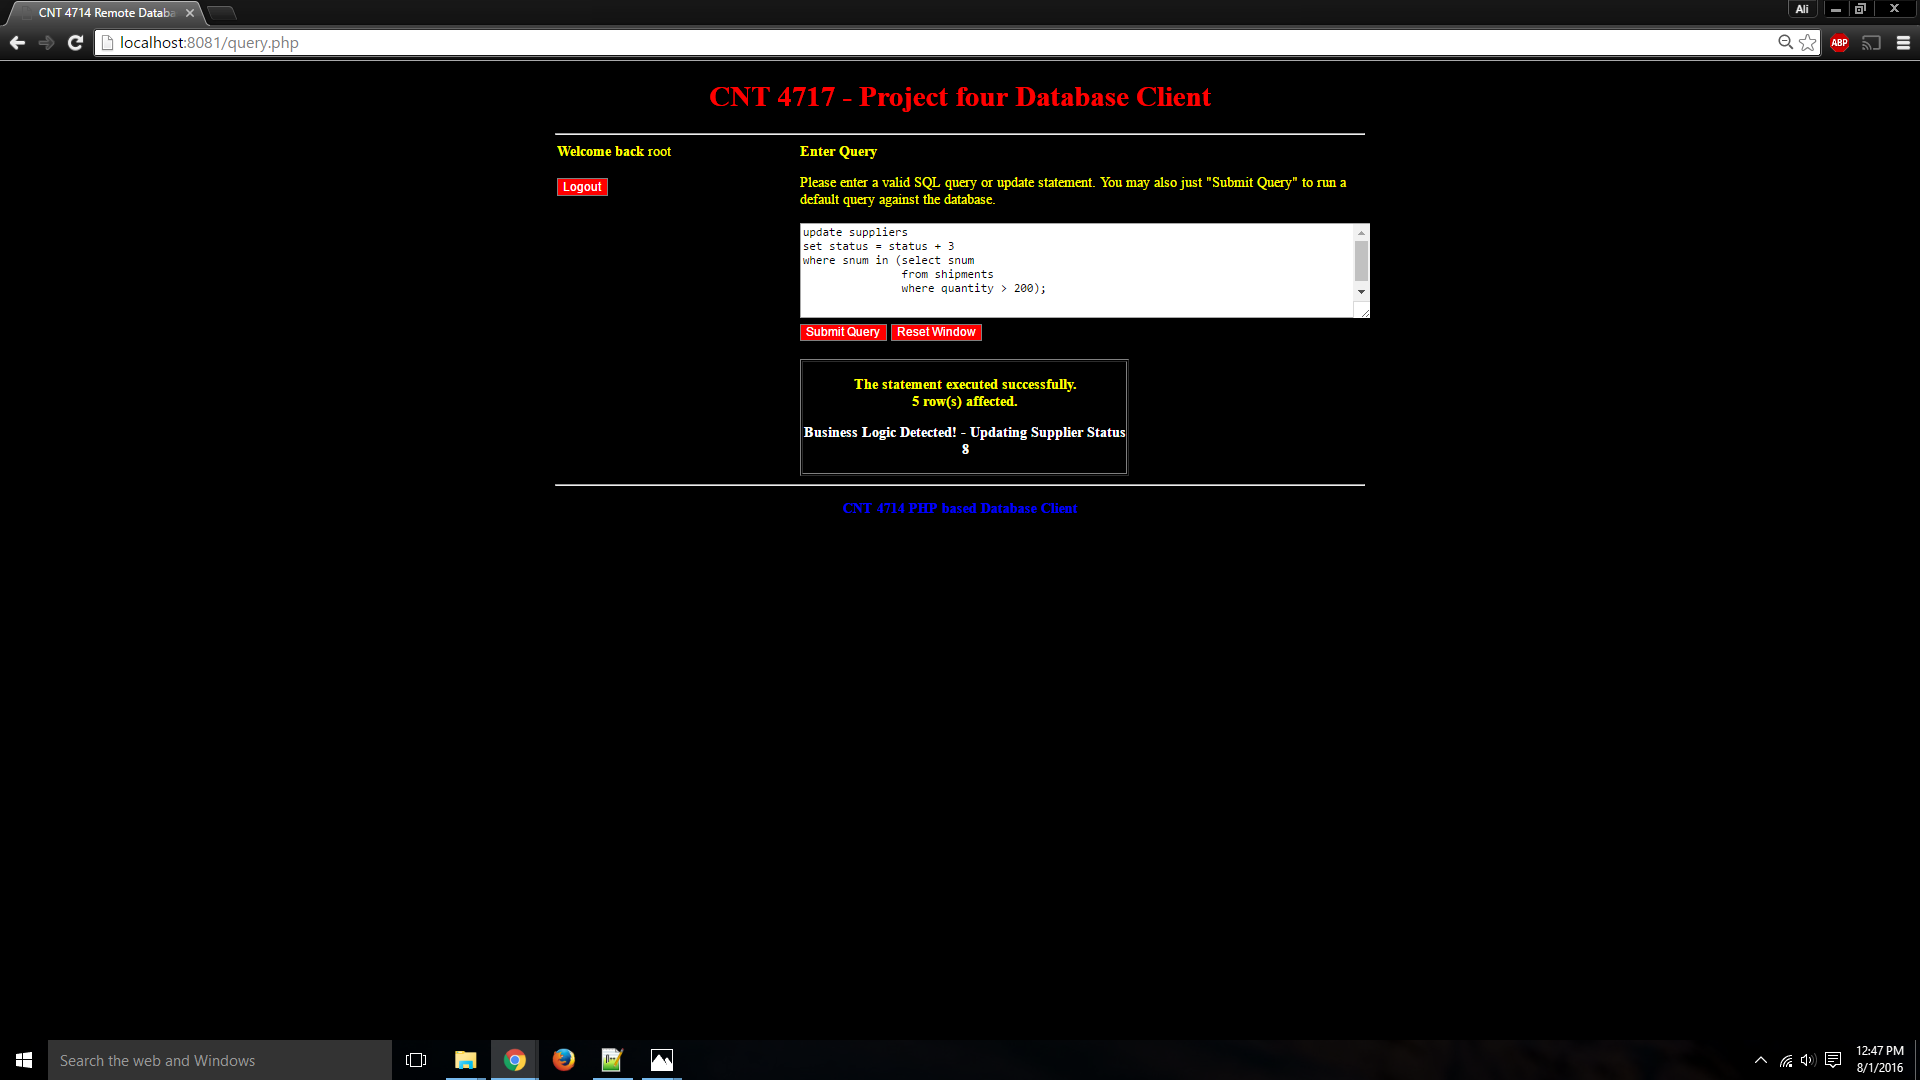 CNT 4714 Remote Databa
Ali
localhost:8081/query.php
ABP
CNT 4717 - Project four Database Client
Welcome back root
Logout
Enter Query
Please enter a valid SQL query or update statement. You may also just "Submit Query" to run a
default query against the database.
update suppliers
set status = status + 3
where snum in (select snum
from shipments
where quantity > 200);
Submit Query
Reset Window
The statement executed successfully.
5 row(s) affected.
Business Logic Detected! - Updating Supplier Status
8
CNT 4714 PHP based Database Client
Search the web and Windows
12:47 PM
8/1/2016